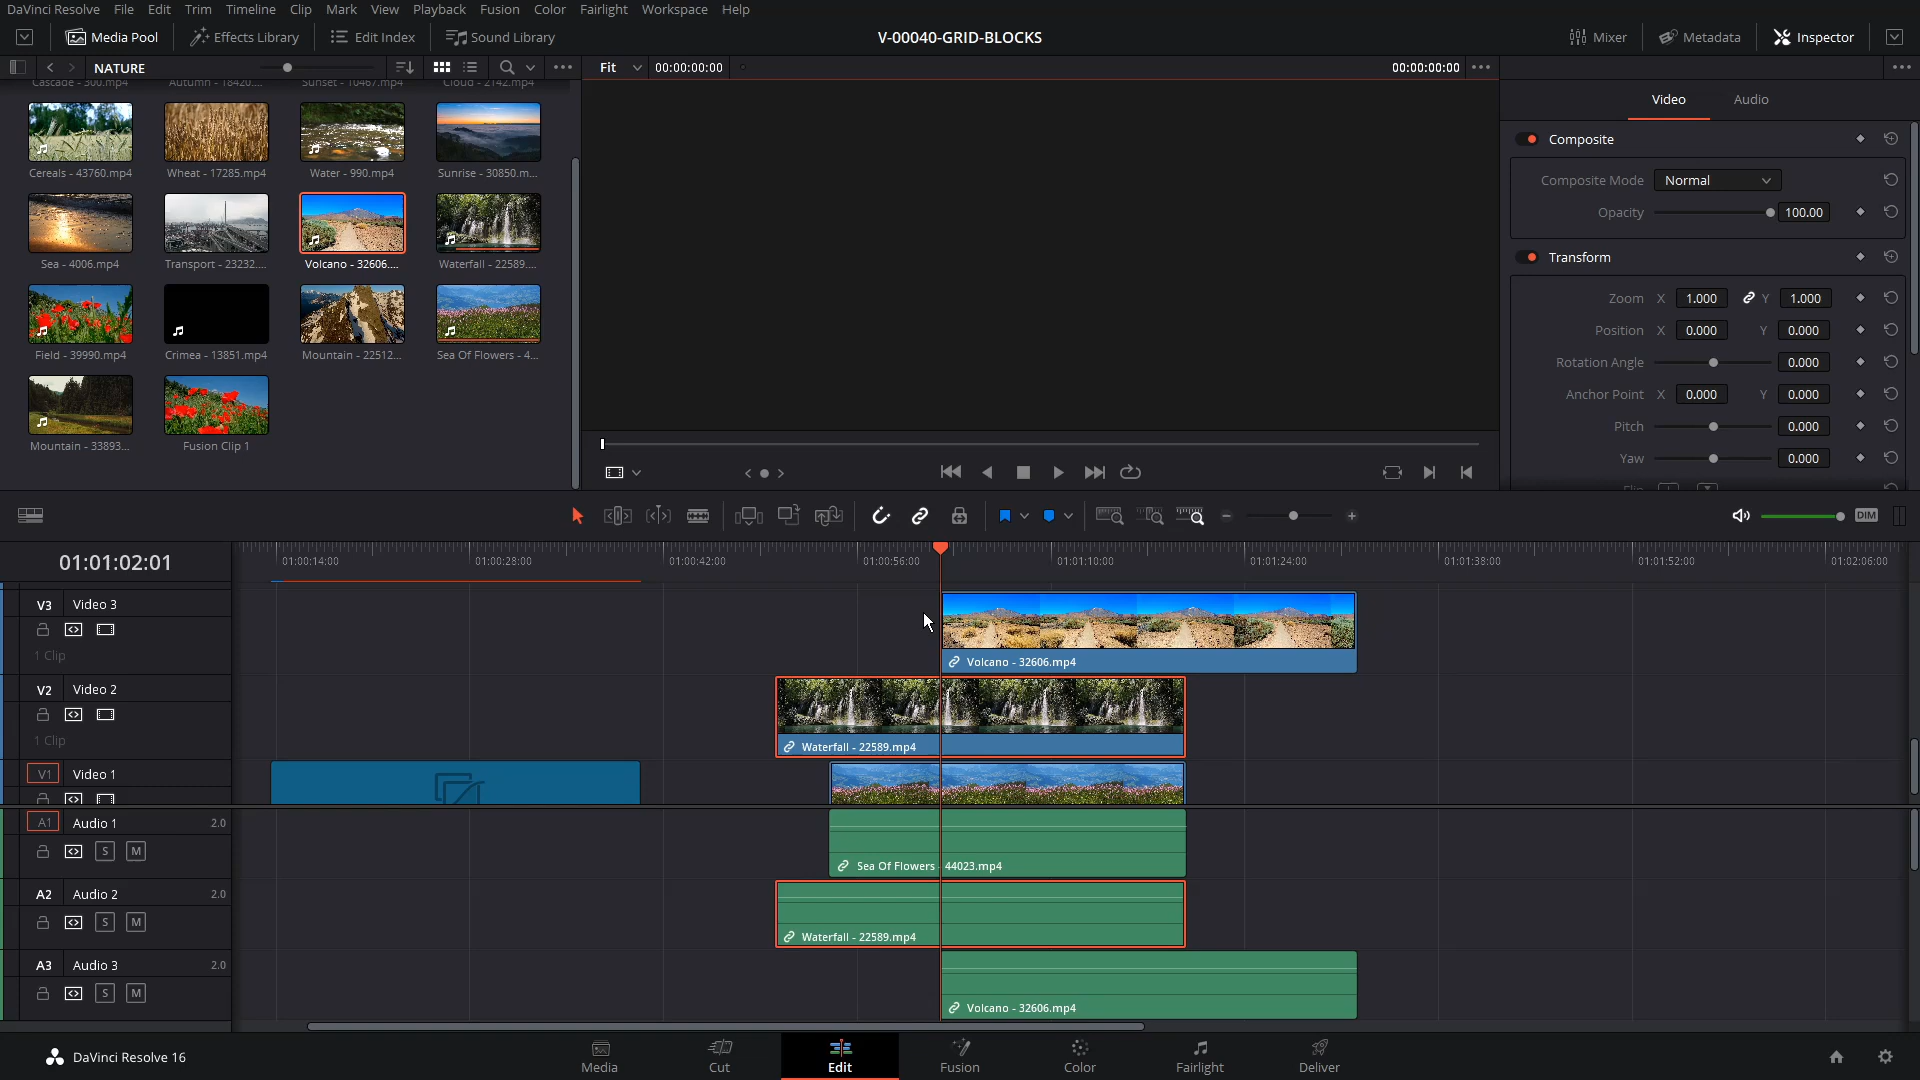 DaVinci Resolve File Edit Trim Timeline Clip Mark View Playback Fusion Color Fairlight Workspace Help
Media Pool Effects Library Edit Index Sound Library V-00040-GRID-BLOCKS Mixer Metadata Inspector
NATURE Fit 00:00:00:00 00:00:00:00
Cascade - 300.mp4 Autumn - 18420.... Sunset - 10467.mp4 Cloud - 2142.mp4
Video Audio
Composite
Cereals - 43760.mp4 Wheat - 17285.mp4 Water - 990.mp4 Sunrise - 30850.m...
Composite Mode Normal
Opacity 100.00
Sea - 4006.mp4 Transport - 23232.... Volcano - 32606.... Waterfall - 22589....
Transform
Zoom X 1.000 Y 1.000
Position X 0.000 Y 0.000
Field - 39990.mp4 Crimea - 13851.mp4 Mountain - 22512... Sea Of Flowers - 4...
Rotation Angle 0.000
Anchor Point X 0.000 Y 0.000
Pitch 0.000
Mountain - 33893... Fusion Clip 1
Yaw 0.000
Flip
DIM
01:01:02:01
01:00:14:00 01:00:28:00 01:00:42:00 01:00:56:00 01:01:10:00 01:01:24:00 01:01:38:00 01:01:52:00 01:02:06:00
V3 Video 3
1 Clip
Volcano - 32606.mp4
V2 Video 2
1 Clip
Waterfall - 22589.mp4
V1 Video 1
A1 Audio 1 2.0
S M
Sea Of Flowers - 44023.mp4
A2 Audio 2 2.0
S M
Waterfall - 22589.mp4
A3 Audio 3 2.0
S M
Volcano - 32606.mp4
DaVinci Resolve 16
Media Cut Edit Fusion Color Fairlight Deliver